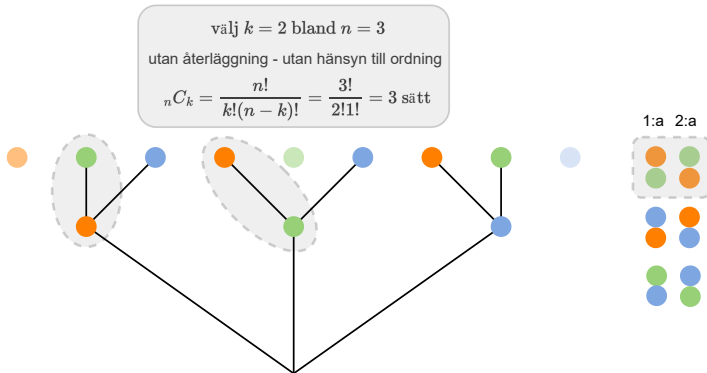 välj k = 2 bland n = 3
utan återläggning - utan hänsyn till ordning
nCk = n!/(k!(n − k)!) = 3!/(2!1!) = 3 sätt
1:a 2:a